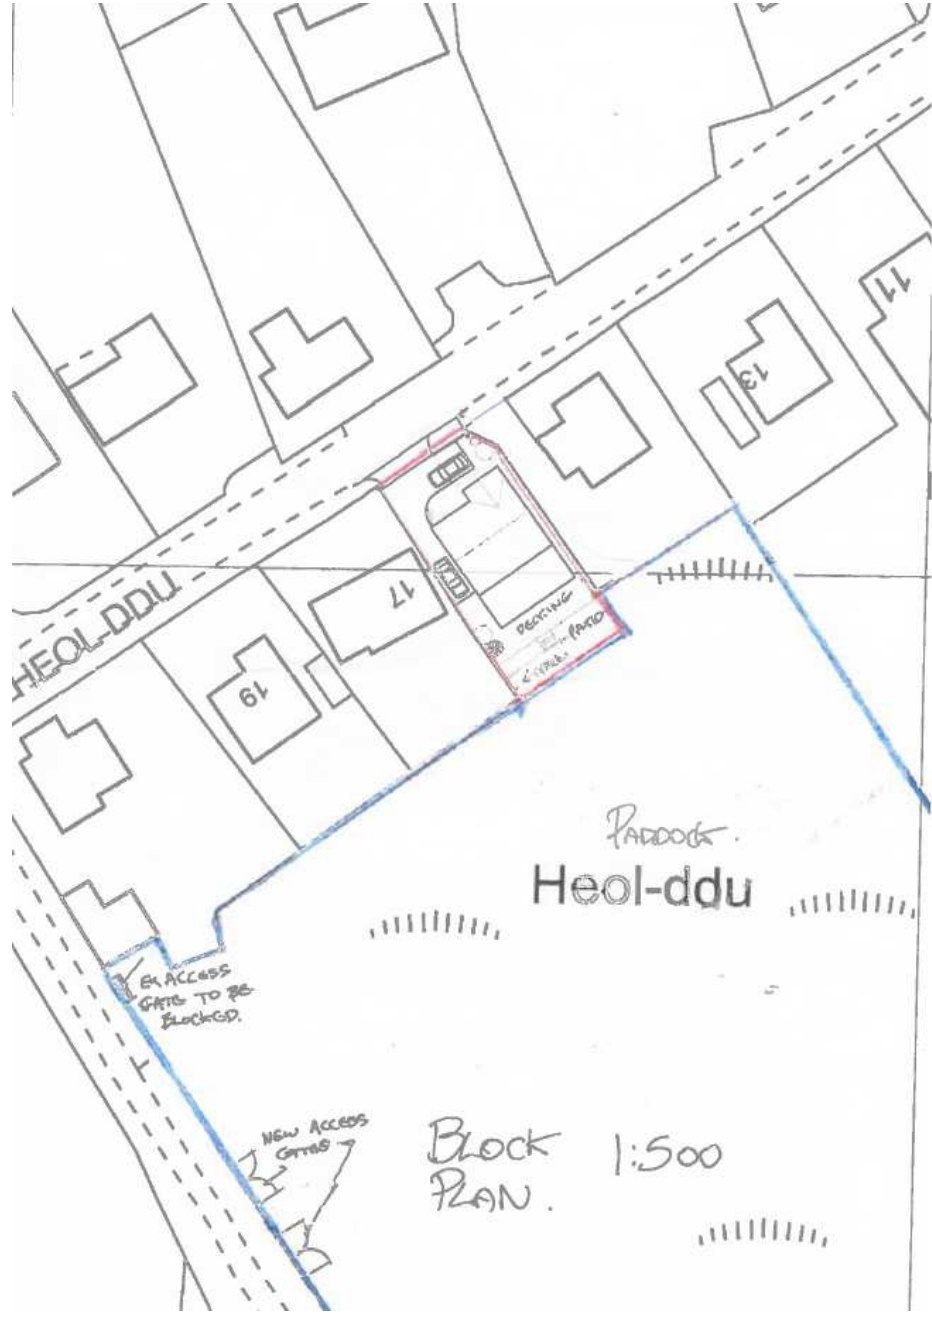 11
13
17
DECKING
PATIO
HEOL-DDU
19
PADDOCK.
Heol-ddu
EX ACCESS
GATE TO BE
BLOCKED.
NEW ACCESS
GATES
BLOCK 1:500
PLAN.